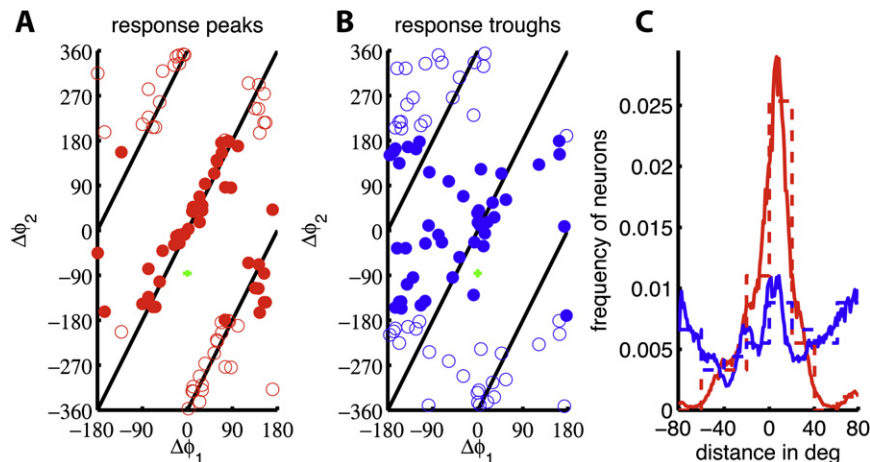 A response peaks
360
270
180
90
0
−90
−180
−270
−360
Δϕ2
−180 −90 0 90 180
Δϕ1
B response troughs
360
270
180
90
0
−90
−180
−270
−360
Δϕ2
−180 −90 0 90 180
Δϕ1
C
0.025
0.02
0.015
0.01
0.005
0
frequency of neurons
−80 −40 0 40 80
distance in deg